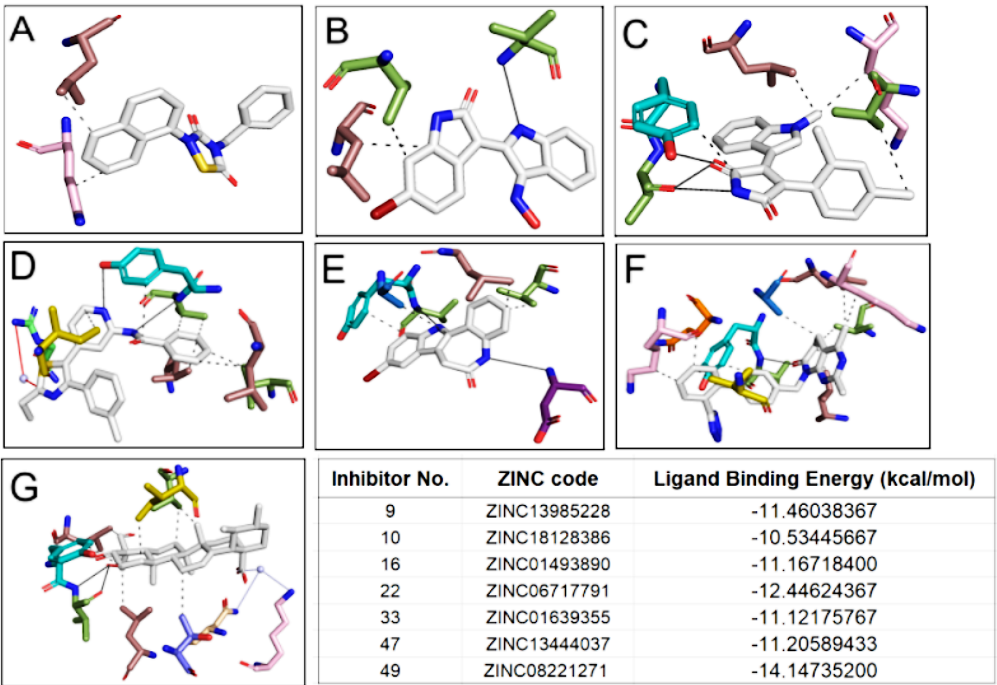 A
B
C
D
E
F
G
Inhibitor No. ZINC code Ligand Binding Energy (kcal/mol)
9 ZINC13985228 -11.46038367
10 ZINC18128386 -10.53445667
16 ZINC01493890 -11.16718400
22 ZINC06717791 -12.44624367
33 ZINC01639355 -11.12175767
47 ZINC13444037 -11.20589433
49 ZINC08221271 -14.14735200